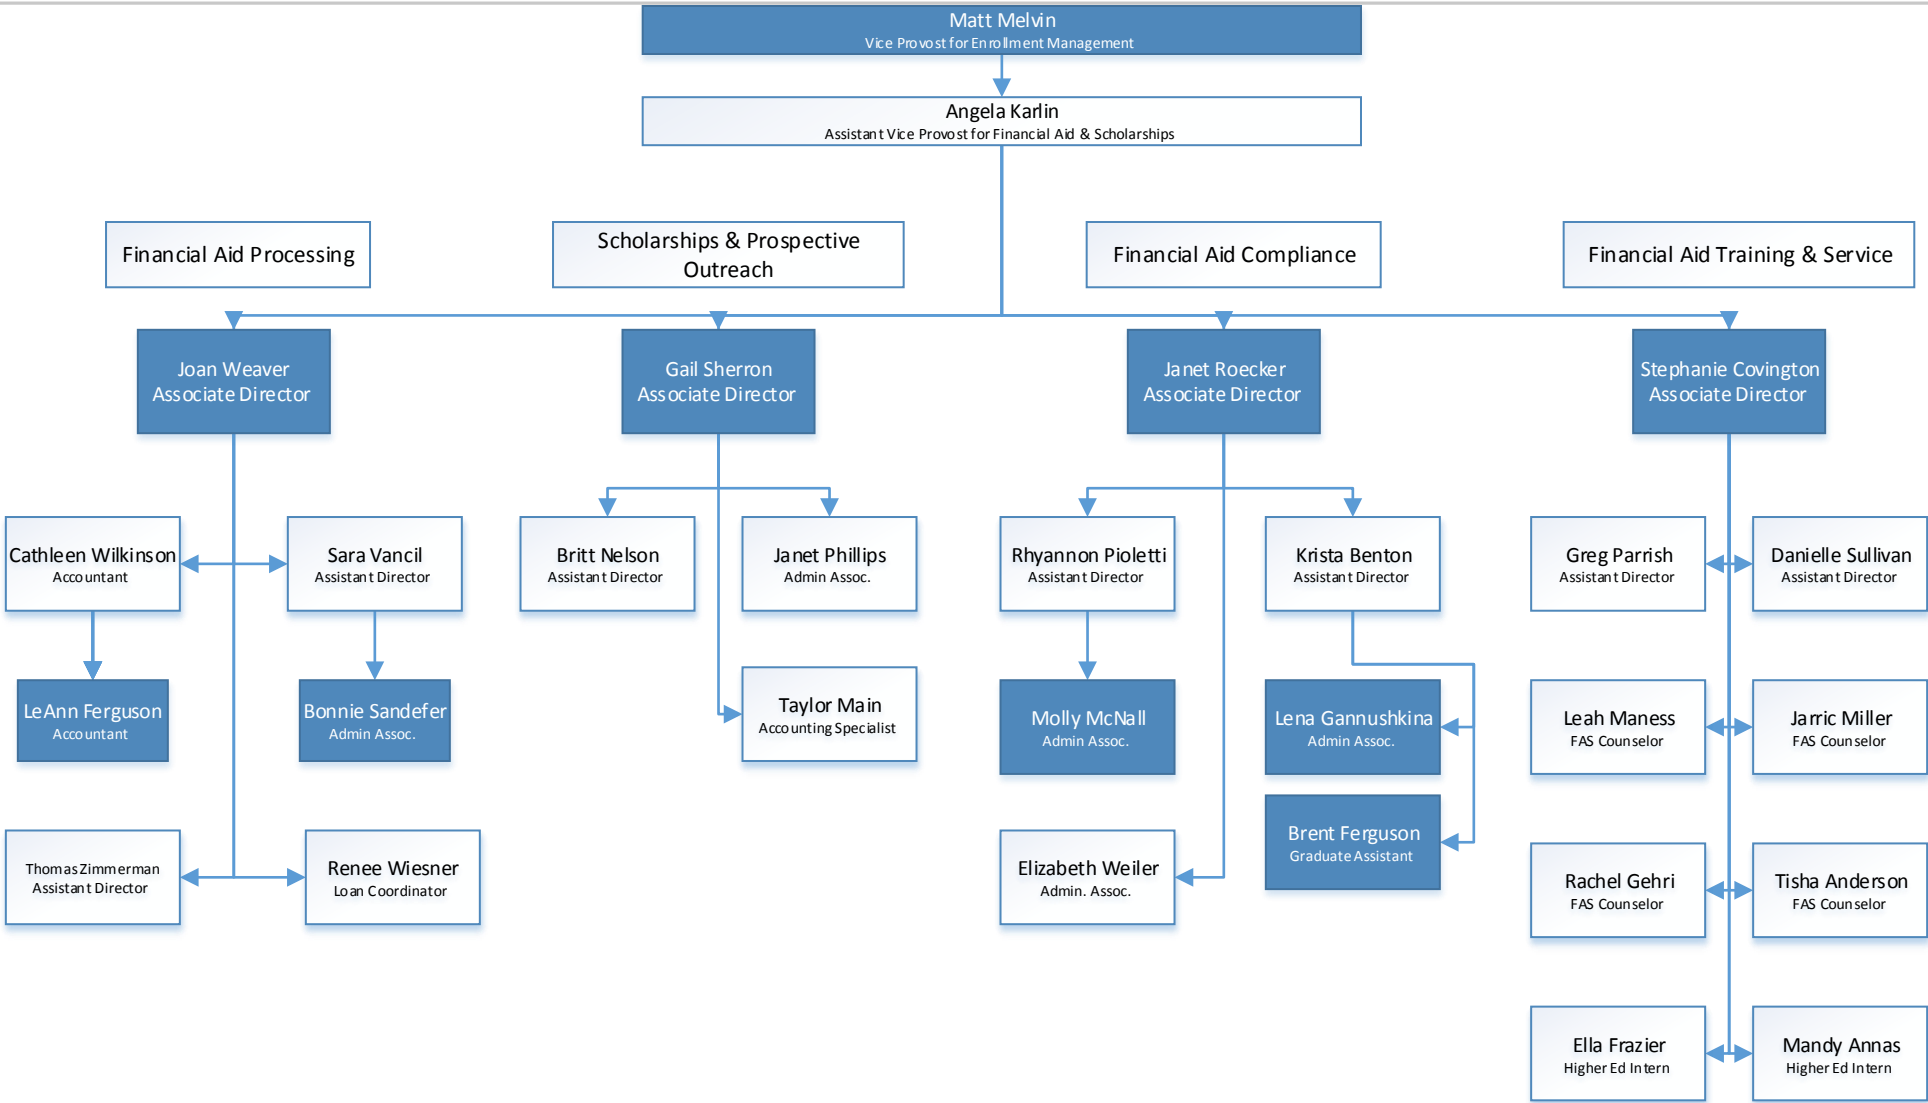 Matt Melvin
Vice Provost for Enrollment Management
Angela Karlin
Assistant Vice Provost for Financial Aid & Scholarships
Financial Aid Processing
Scholarships & Prospective
Outreach
Financial Aid Compliance
Financial Aid Training & Service
Joan Weaver
Associate Director
Gail Sherron
Associate Director
Janet Roecker
Associate Director
Stephanie Covington
Associate Director
Cathleen Wilkinson
Accountant
Sara Vancil
Assistant Director
Britt Nelson
Assistant Director
Janet Phillips
Admin Assoc.
Rhyannon Pioletti
Assistant Director
Krista Benton
Assistant Director
Greg Parrish
Assistant Director
Danielle Sullivan
Assistant Director
LeAnn Ferguson
Accountant
Bonnie Sandefer
Admin Assoc.
Taylor Main
Accounting Specialist
Molly McNall
Admin Assoc.
Lena Gannushkina
Admin Assoc.
Leah Maness
FAS Counselor
Jarric Miller
FAS Counselor
Thomas Zimmerman
Assistant Director
Renee Wiesner
Loan Coordinator
Elizabeth Weiler
Admin. Assoc.
Brent Ferguson
Graduate Assistant
Rachel Gehri
FAS Counselor
Tisha Anderson
FAS Counselor
Ella Frazier
Higher Ed Intern
Mandy Annas
Higher Ed Intern